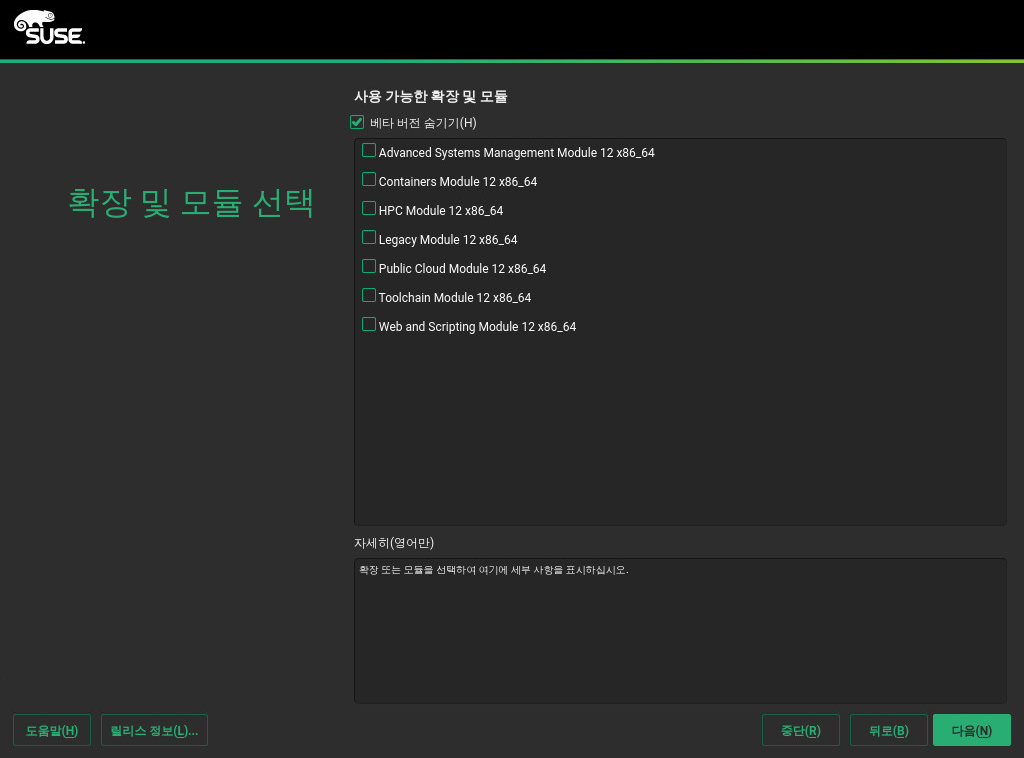 SUSE.
사용 가능한 확장 및 모듈
베타 버전 숨기기(H)
Advanced Systems Management Module 12 x86_64
Containers Module 12 x86_64
확장 및 모듈 선택
HPC Module 12 x86_64
Legacy Module 12 x86_64
Public Cloud Module 12 x86_64
Toolchain Module 12 x86_64
Web and Scripting Module 12 x86_64
자세히(영어만)
확장 또는 모듈을 선택하여 여기에 세부 사항을 표시하십시오.
도움말(H) 릴리스 정보(L)... 중단(R) 뒤로(B) 다음(N)